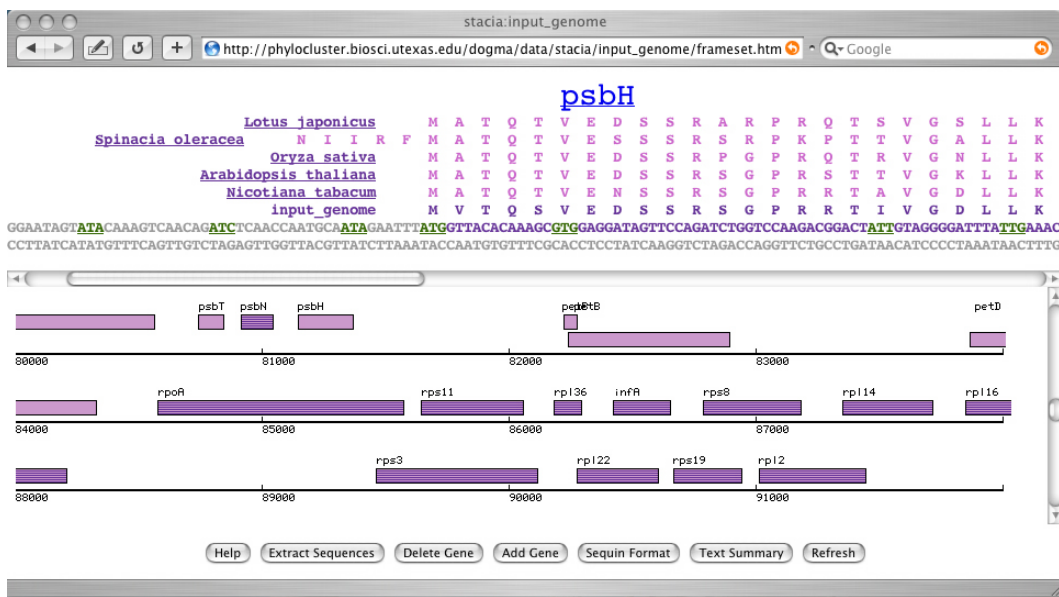 stacia:input_genome
http://phylocluster.biosci.utexas.edu/dogma/data/stacia/input_genome/frameset.htm Google
psbH
Lotus japonicus M A T Q T V E D S S R A R P R Q T S V G S L L K
Spinacia oleracea N I I R F M A T Q T V E S S S R S R P K P T T V G A L L K
Oryza sativa M A T Q T V E D S S R P G P R Q T R V G N L L K
Arabidopsis thaliana M A T Q T V E D S S R S G P R S T T V G K L L K
Nicotiana tabacum M A T Q T V E N S S R S G P R R T A V G D L L K
input_genome M V T Q S V E D S S R S G P R R T I V G D L L K
GGAATAGTATACAAAGTCAACAGATCTCAACCAATGCAATAGAATTTATGGTTACACAAAGCGTGGAGGATAGTTCCAGATCTGGTCCAAGACGGACTATTGTAGGGGATTTATTGAAAC
CCTTATCATATGTTTCAGTTGTCTAGAGTTGGTTACGTTATCTTAAATACCAATGTGTTTCGCACCTCCTATCAAGGTCTAGACCAGGTTCTGCCTGATAACATCCCCTAAATAACTTTG
psbT psbN psbH petB petD
80000 81000 82000 83000
rpoA rps11 rpl36 infA rps8 rpl14 rpl16
84000 85000 86000 87000
rps3 rpl22 rps19 rpl2
88000 89000 90000 91000
Help Extract Sequences Delete Gene Add Gene Sequin Format Text Summary Refresh